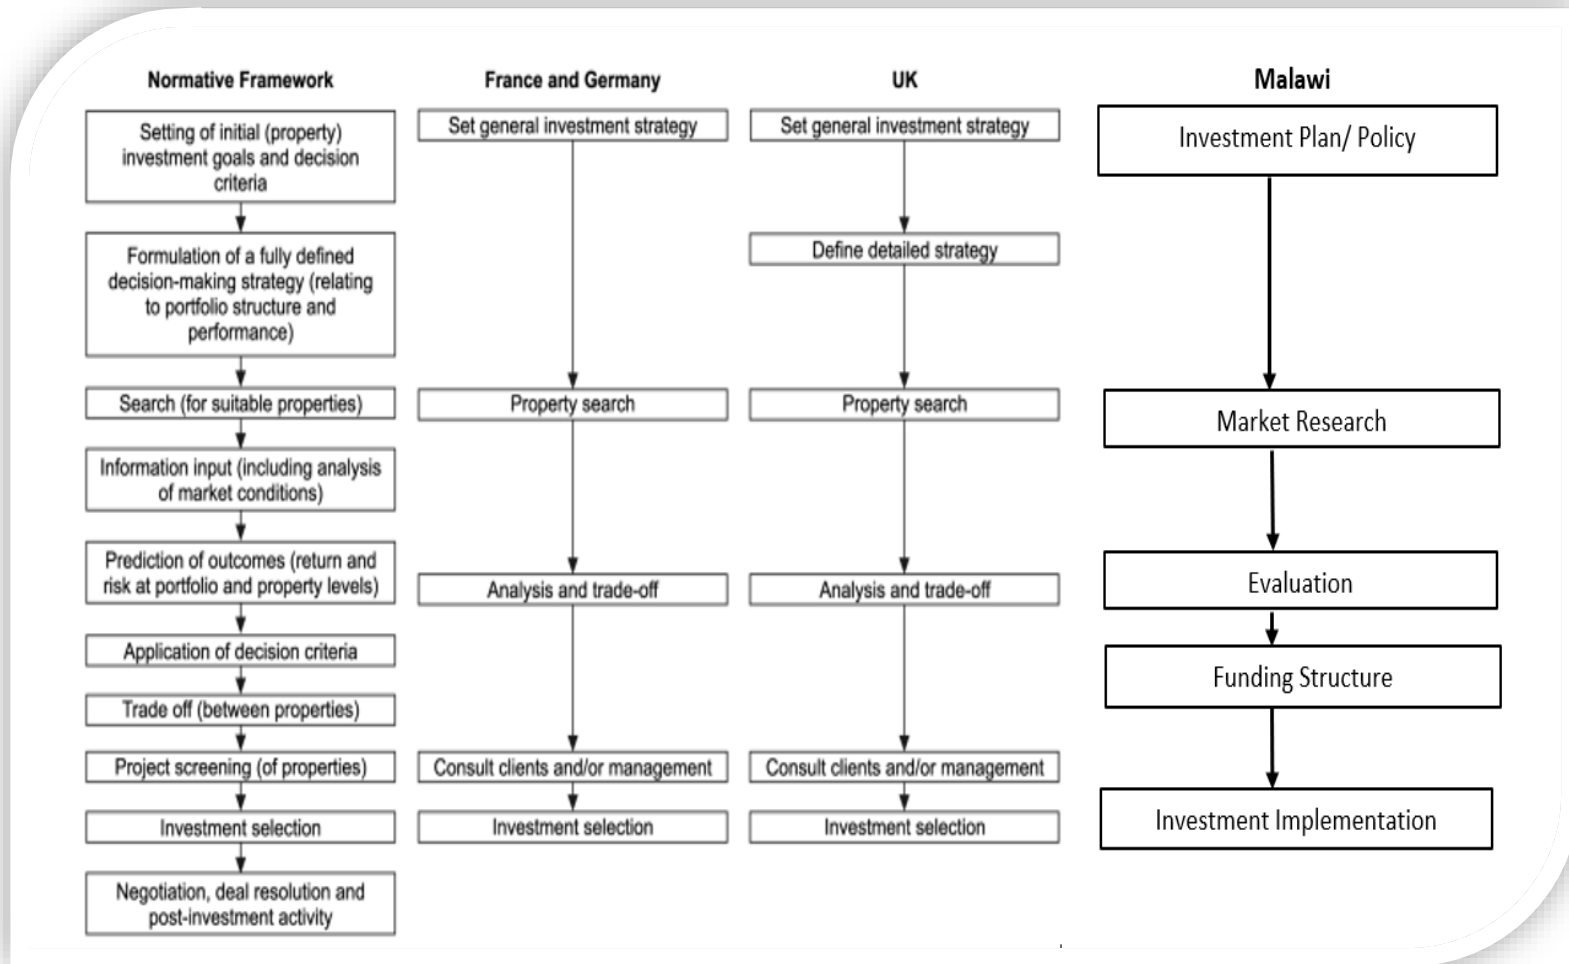 Normative Framework
Setting of initial (property)
investment goals and decision
criteria
Formulation of a fully defined
decision-making strategy (relating
to portfolio structure and
performance)
Search (for suitable properties)
Information input (including analysis
of market conditions)
Prediction of outcomes (return and
risk at portfolio and property levels)
Application of decision criteria
Trade off (between properties)
Project screening (of properties)
Investment selection
Negotiation, deal resolution and
post-investment activity
France and Germany
Set general investment strategy
Property search
Analysis and trade-off
Consult clients and/or management
Investment selection
UK
Set general investment strategy
Define detailed strategy
Property search
Analysis and trade-off
Consult clients and/or management
Investment selection
Malawi
Investment Plan/ Policy
Market Research
Evaluation
Funding Structure
Investment Implementation